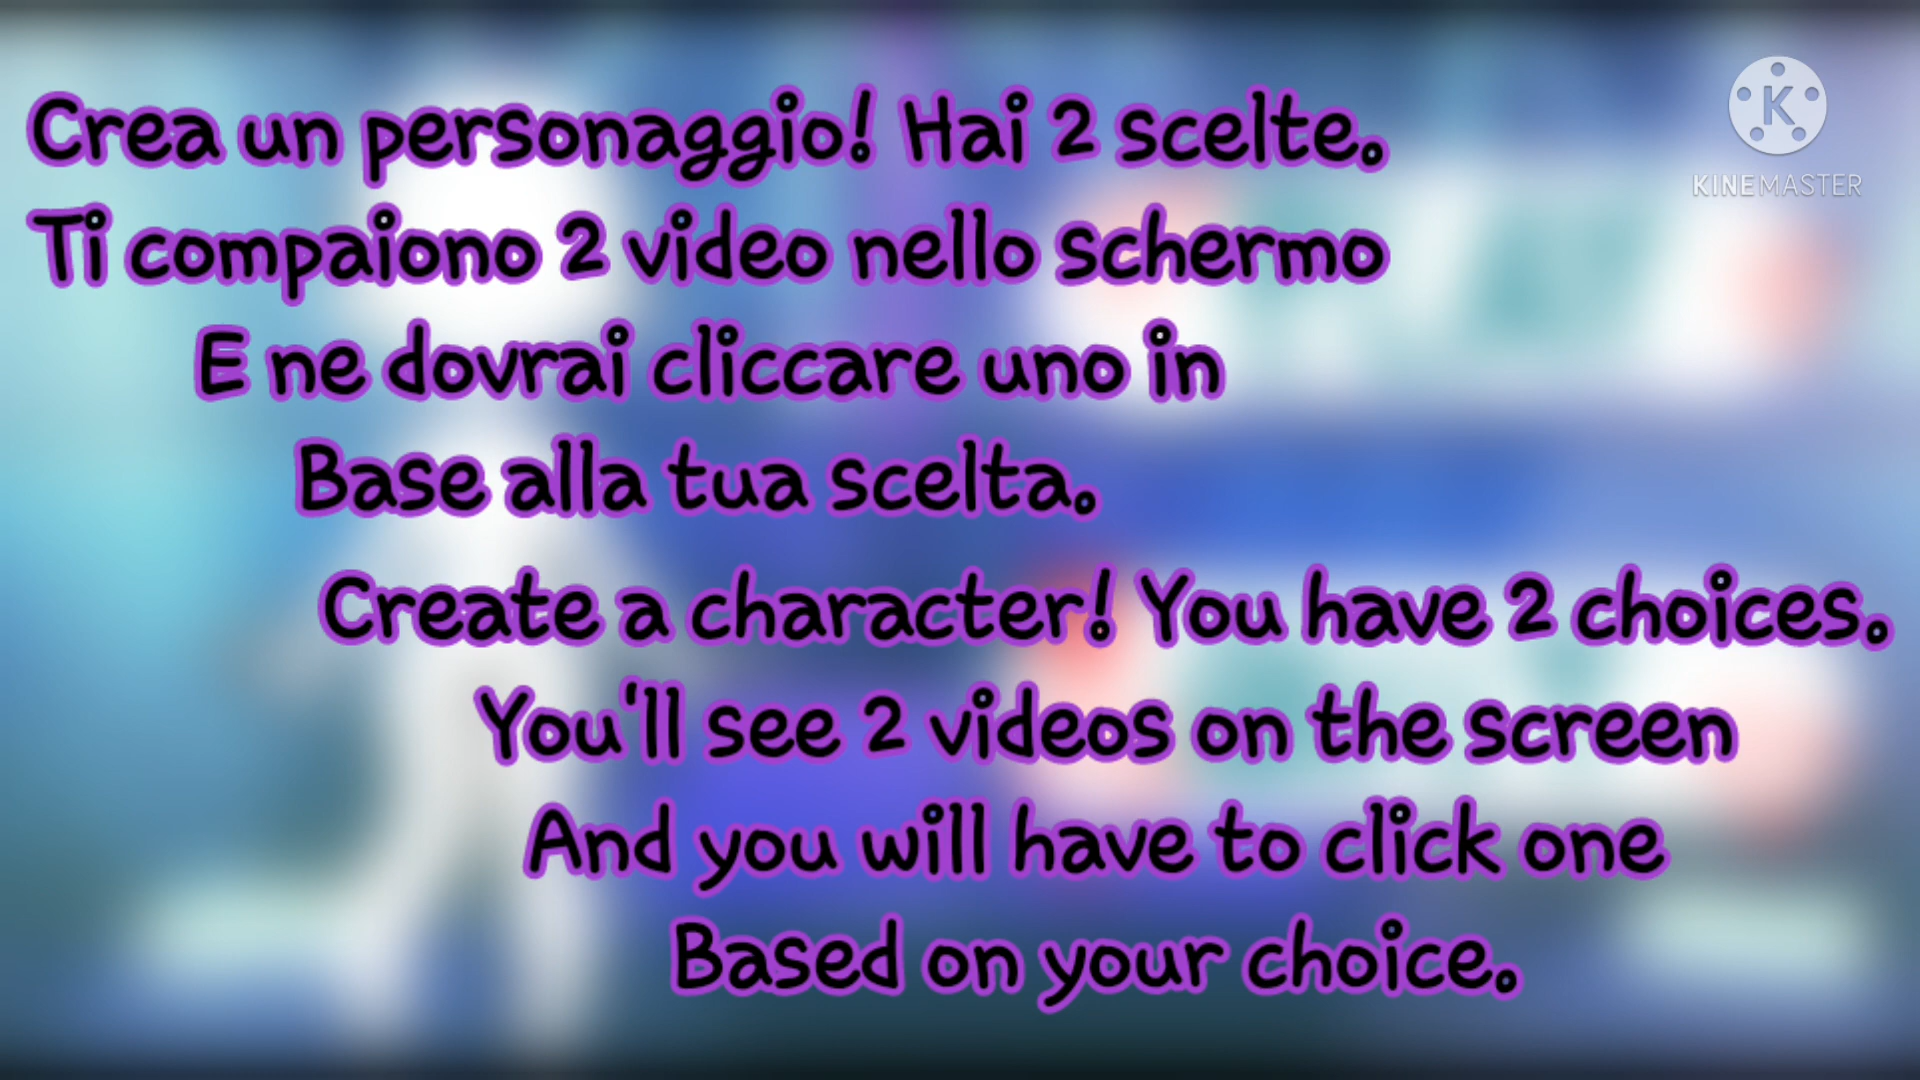 Crea un personaggio! Hai 2 scelte.
Ti compaiono 2 video nello schermo
E ne dovrai cliccare uno in
Base alla tua scelta.
Create a character! You have 2 choices.
You'll see 2 videos on the screen
And you will have to click one
Based on your choice.
K
KINEMASTER